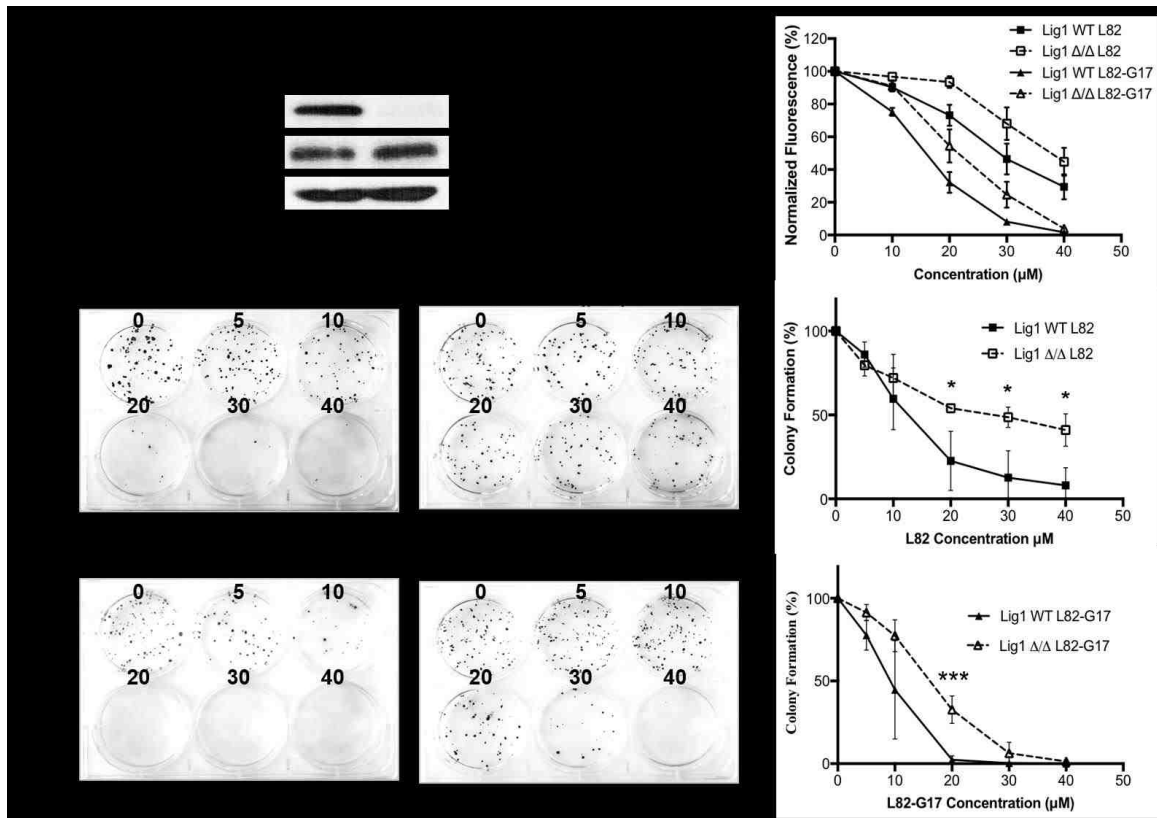 0 5 10
20 30 40
0 5 10
20 30 40
0 5 10
20 30 40
0 5 10
20 30 40
Normalized Fluorescence (%)
120
100
80
60
40
20
0
0 10 20 30 40 50
Concentration (µM)
Lig1 WT L82
Lig1 Δ/Δ L82
Lig1 WT L82-G17
Lig1 Δ/Δ L82-G17
Colony Formation (%)
100
50
0
0 10 20 30 40 50
L82 Concentration µM
Lig1 WT L82
Lig1 Δ/Δ L82
* * *
Colony Formation (%)
100
50
0
0 10 20 30 40 50
L82-G17 Concentration (µM)
Lig1 WT L82-G17
Lig1 Δ/Δ L82-G17
***